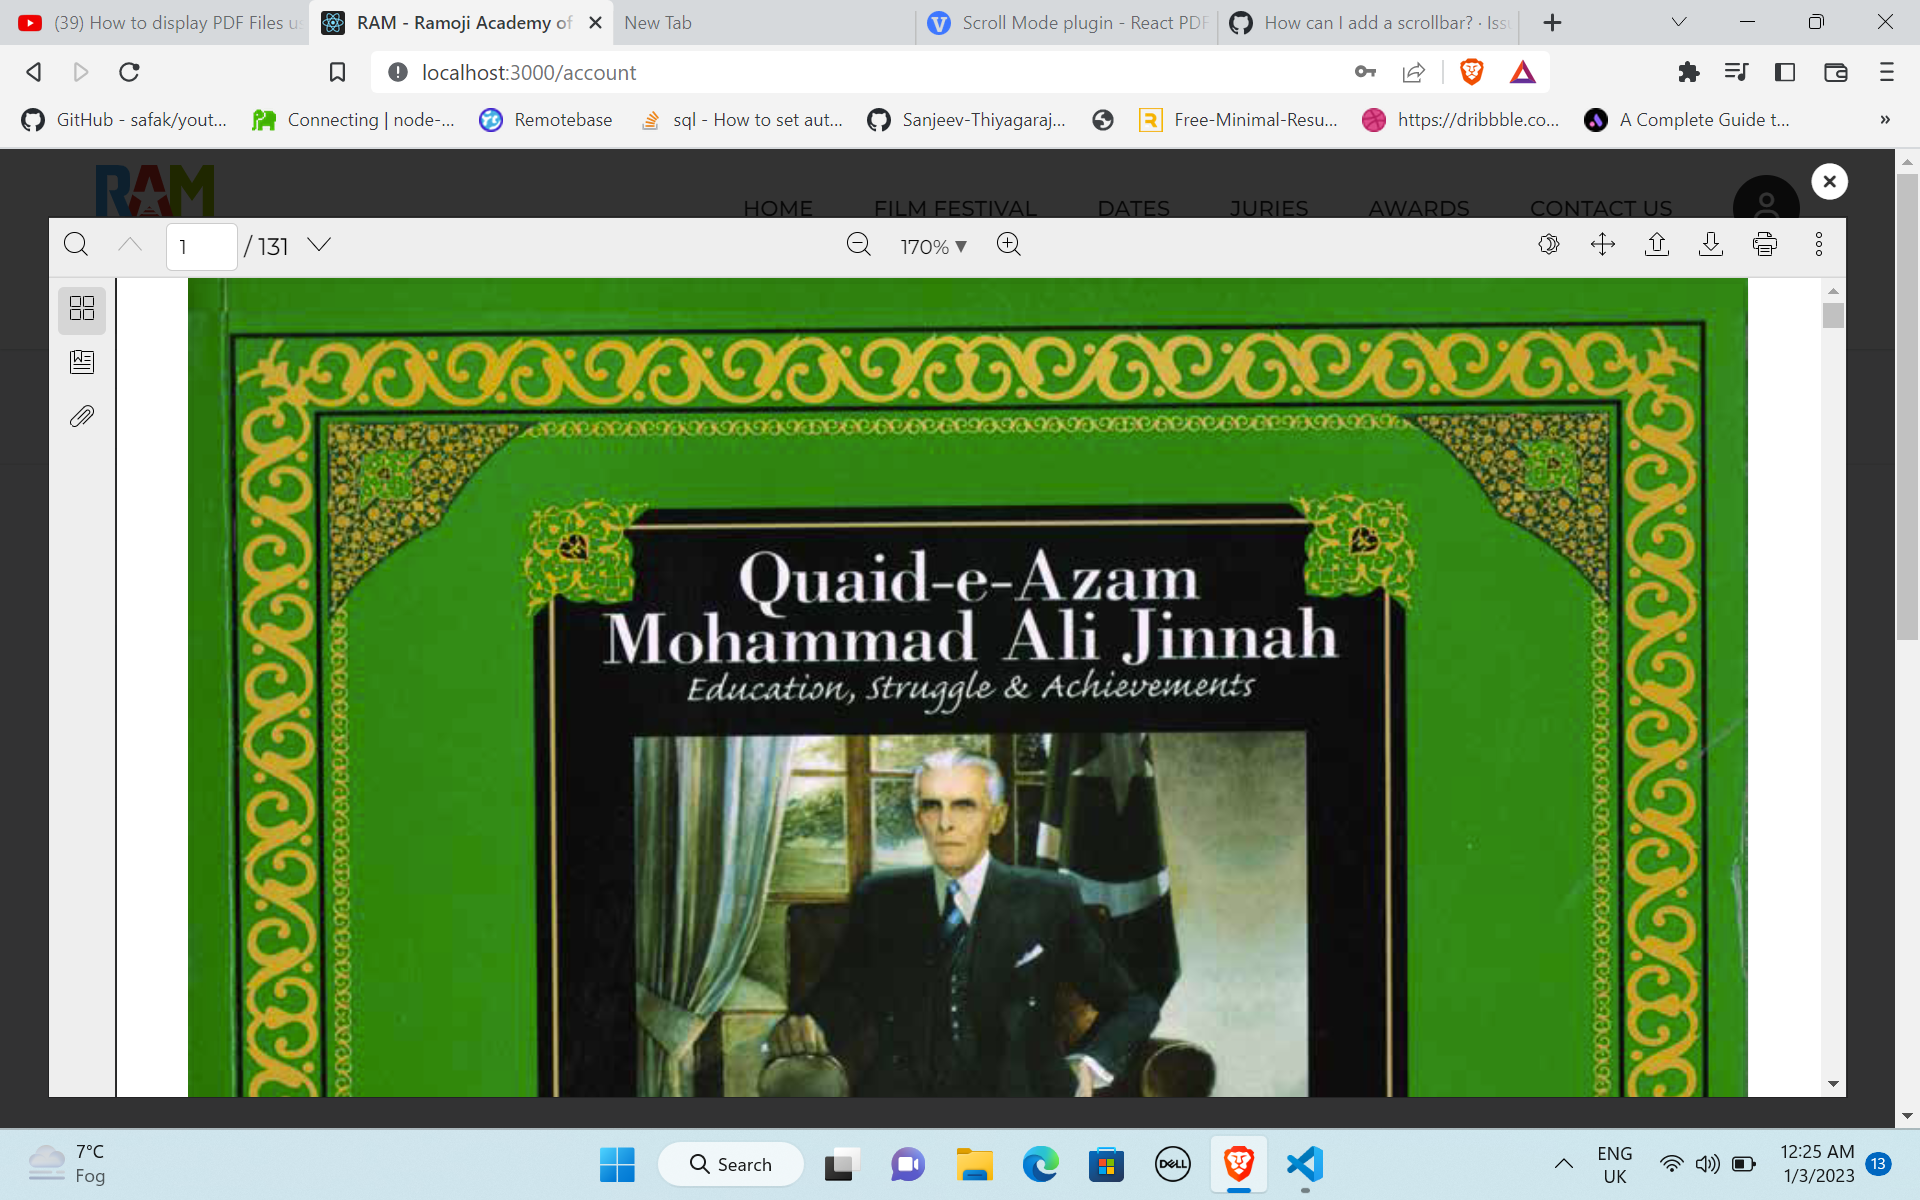 (39) How to display PDF Files u
RAM - Ramoji Academy of
New Tab
Scroll Mode plugin - React PDF
How can I add a scrollbar? · Iss
localhost:3000/account
GitHub - safak/yout...
Connecting | node-...
Remotebase
sql - How to set aut...
Sanjeev-Thiyagaraj...
Free-Minimal-Resu...
https://dribbble.co...
A Complete Guide t...
»
RAM
HOME
FILM FESTIVAL
DATES
JURIES
AWARDS
CONTACT US
1 / 131
170%
Quaid-e-Azam
Mohammad Ali Jinnah
Education, Struggle & Achievements
7°C
Fog
Search
DELL
ENG
UK
12:25 AM
1/3/2023
13